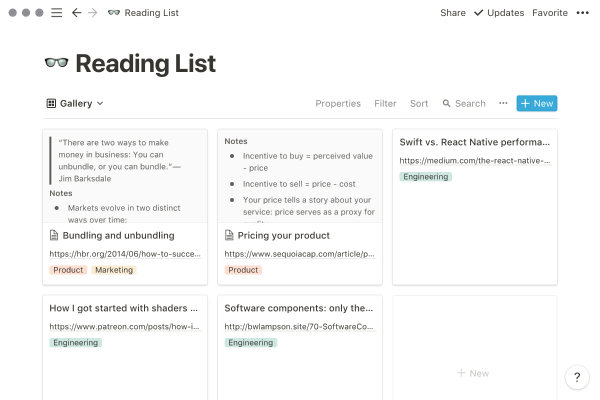 Reading List
Share Updates Favorite
Reading List
Gallery
Properties Filter Sort Search New
“There are two ways to make
money in business: You can
unbundle, or you can bundle.”—
Jim Barksdale
Notes
Markets evolve in two distinct
ways over time:
Bundling and unbundling
https://hbr.org/2014/06/how-to-succe...
Product Marketing
Notes
Incentive to buy = perceived value
- price
Incentive to sell = price - cost
Your price tells a story about your
service: price serves as a proxy for
Pricing your product
https://www.sequoiacap.com/article/p...
Product
Swift vs. React Native performa...
https://medium.com/the-react-native-...
Engineering
How I got started with shaders ...
https://www.patreon.com/posts/how-i...
Engineering
Software components: only the...
http://bwlampson.site/70-SoftwareCo...
Engineering
+ New
?